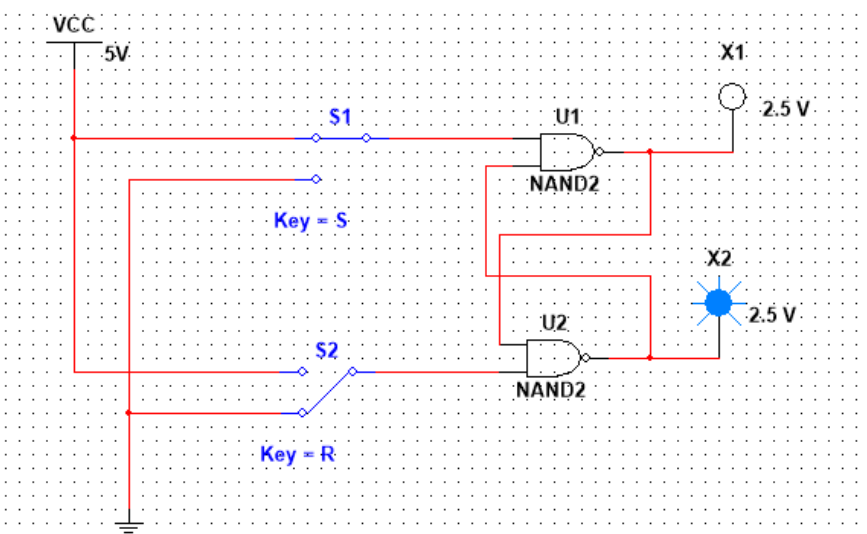 VCC
5V
X1
2.5 V
S1
U1
NAND2
Key = S
X2
2.5 V
U2
S2
NAND2
Key = R